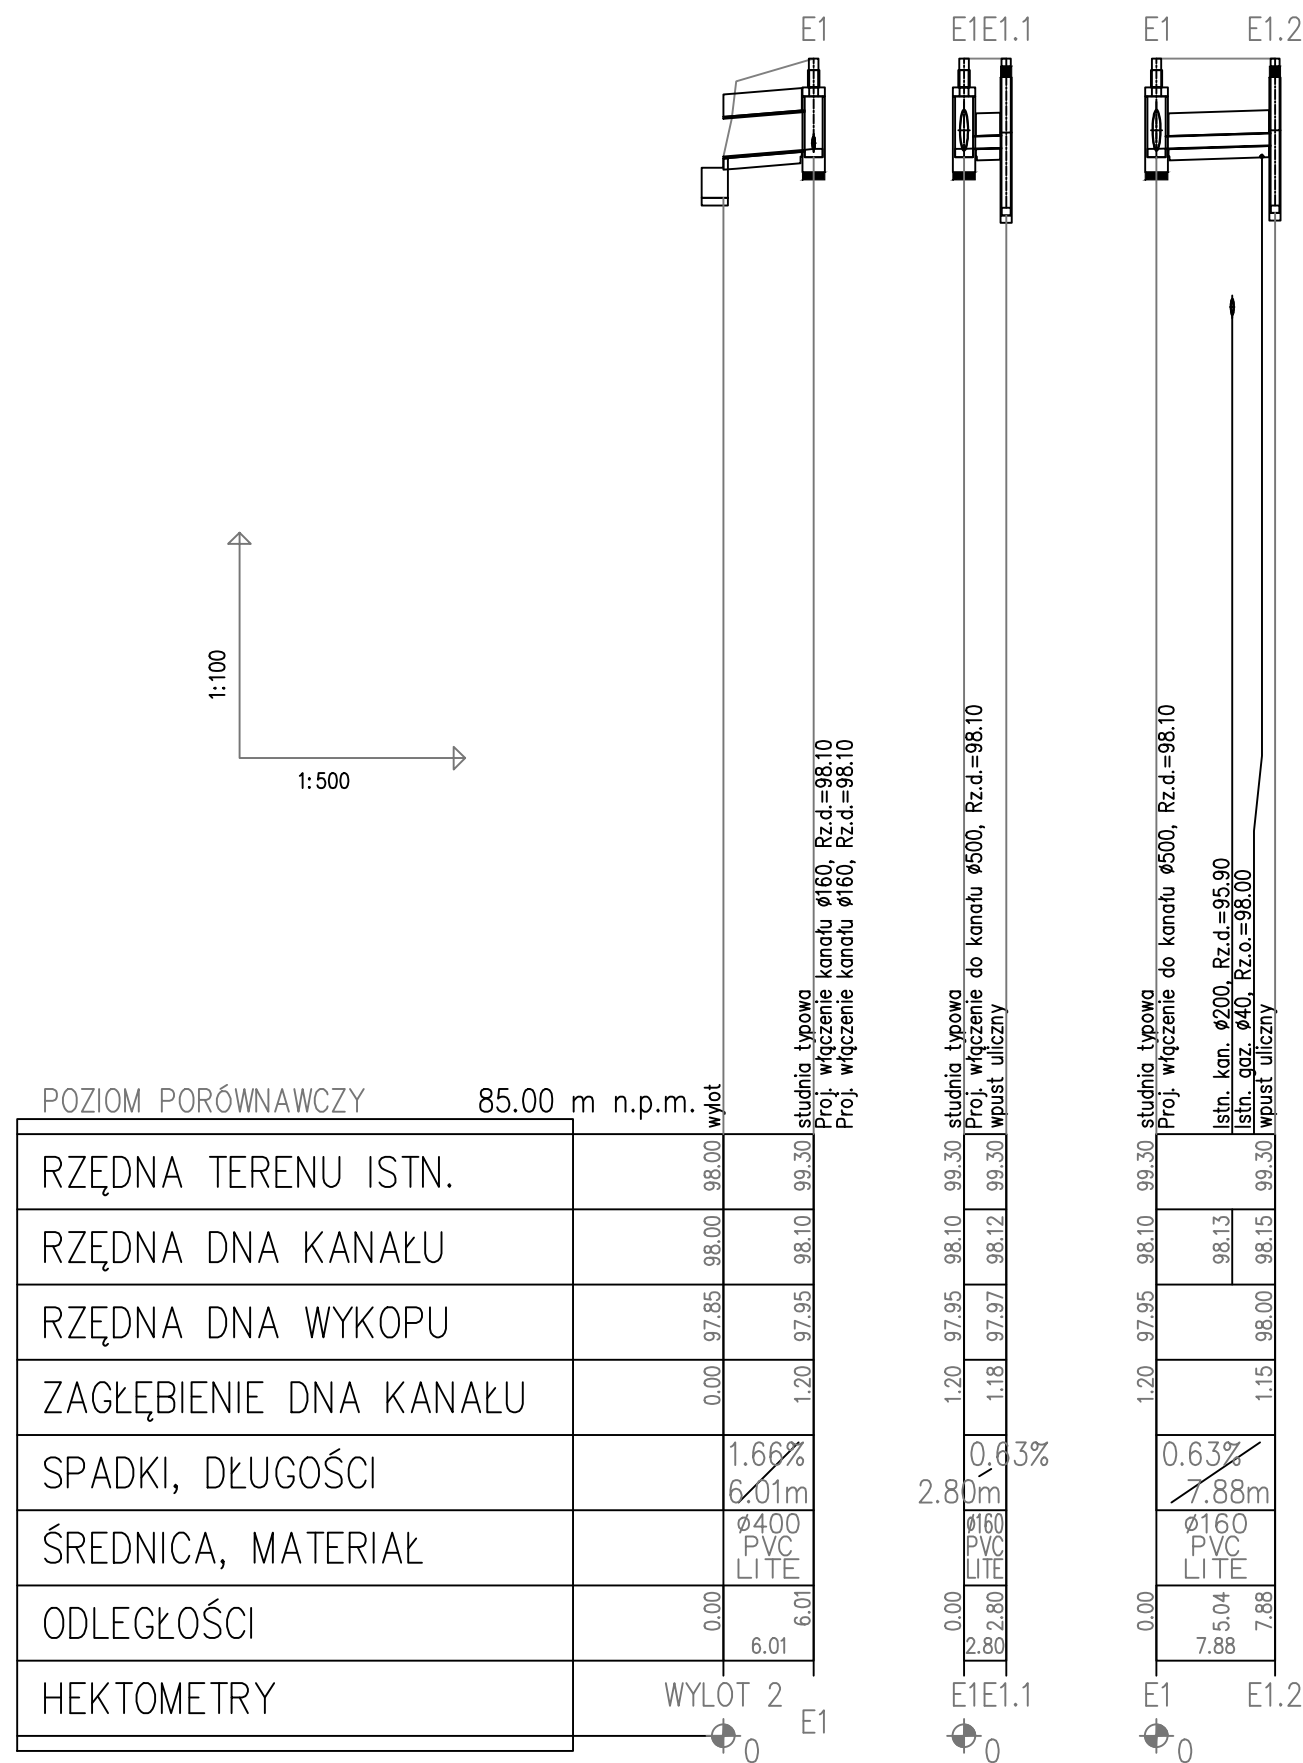 E1
E1
E1.1
E1
E1.2
1:100
1:500
wylot
studnia typowa
Proj. włączenie kanału ø160, Rz.d.=98.10
Proj. włączenie kanału ø160, Rz.d.=98.10
studnia typowa
Proj. włączenie do kanału ø500, Rz.d.=98.10
wpust uliczny
studnia typowa
Proj. włączenie do kanału ø500, Rz.d.=98.10
Istn. kan. ø200, Rz.d.=95.90
Istn. gaz. ø40, Rz.o.=98.00
wpust uliczny
POZIOM PORÓWNAWCZY 85.00 m n.p.m.
RZĘDNA TERENU ISTN. 98.00 99.30 99.30 99.30 99.30 99.30
RZĘDNA DNA KANAŁU 98.00 98.10 98.10 98.12 98.10 98.13 98.15
RZĘDNA DNA WYKOPU 97.85 97.95 97.95 97.97 97.95 98.00
ZAGŁĘBIENIE DNA KANAŁU 0.00 1.20 1.20 1.18 1.20 1.15
SPADKI, DŁUGOŚCI
1.66% 0.63% 0.63%
6.01m 2.80m 7.88m
ŚREDNICA, MATERIAŁ
ø400 ø160 ø160
PVC PVC PVC
LITE LITE LITE
ODLEGŁOŚCI 0.00 6.01 0.00 2.80 0.00 5.04 7.88
6.01 2.80 7.88
HEKTOMETRY
WYLOT 2 E1 E1 E1.1 E1 E1.2
0 0 0